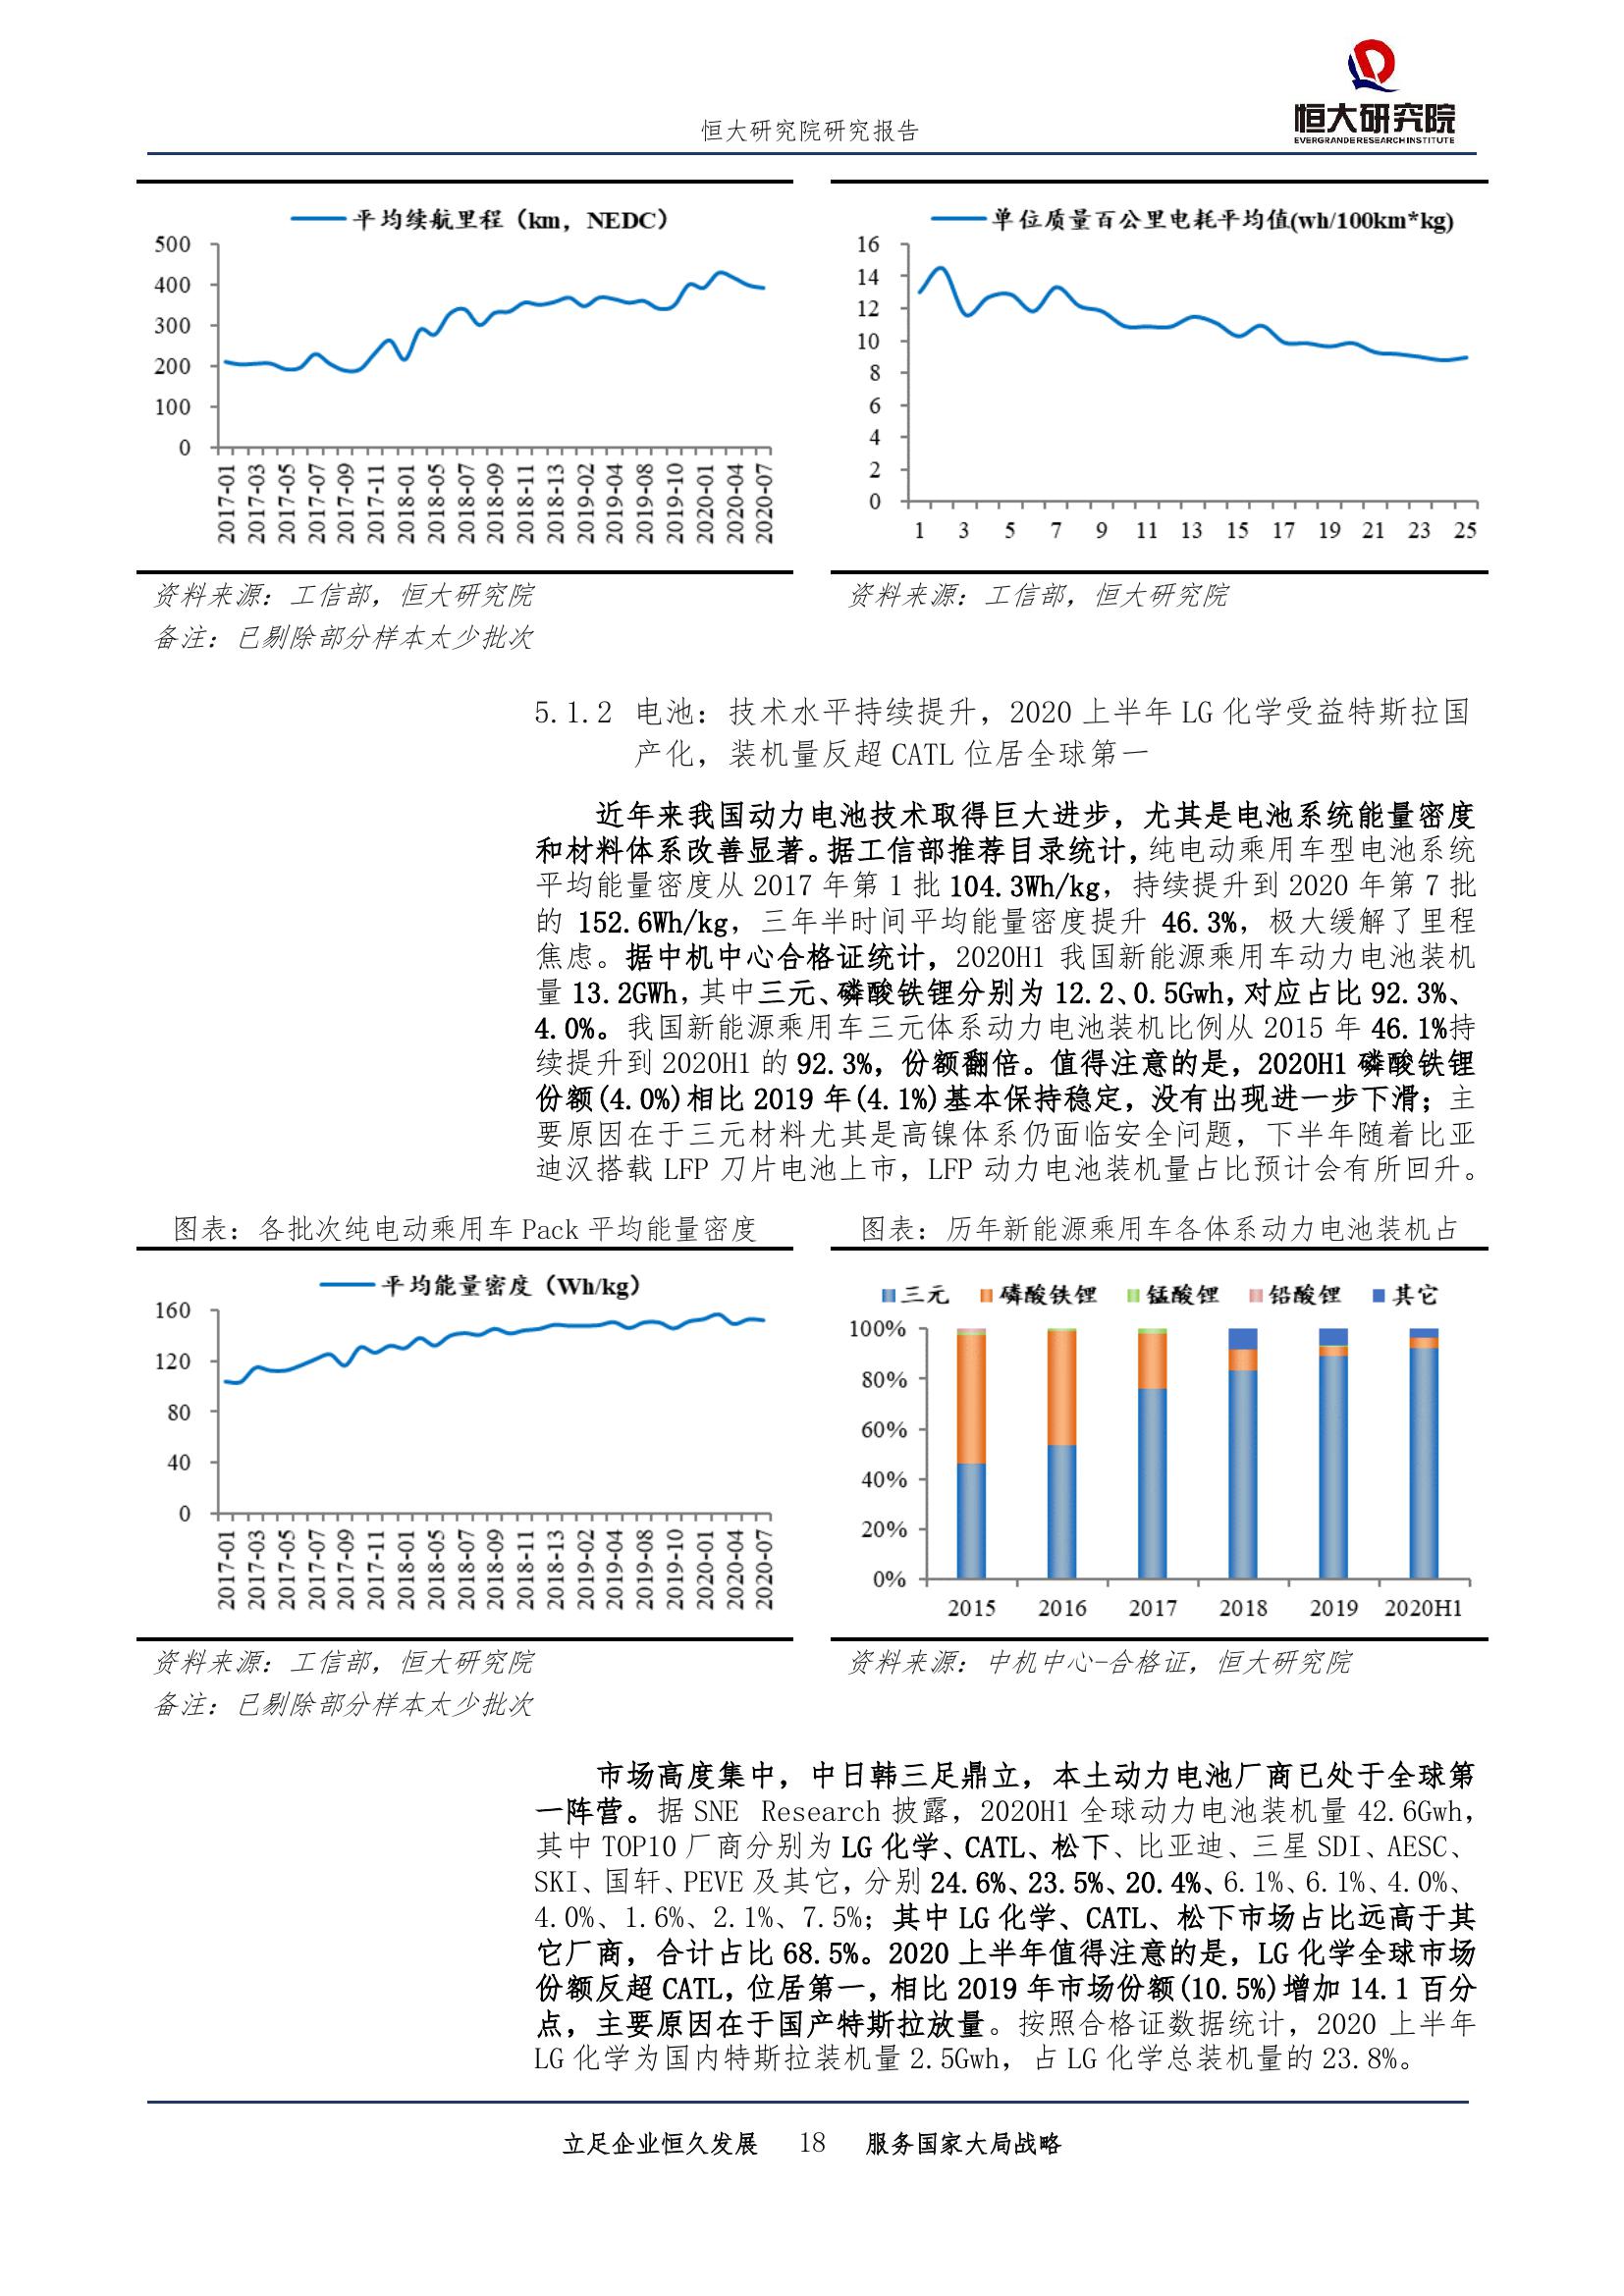 恒大研究院研究报告
恒大研究院
EVERGRANDE RESEARCH INSTITUTE
平均续航里程（km，NEDC）
500
400
300
200
100
0
2017-01
2017-03
2017-05
2017-07
2017-09
2017-11
2018-01
2018-05
2018-07
2018-09
2018-11
2018-13
2019-02
2019-04
2019-08
2019-10
2020-01
2020-04
2020-07
单位质量百公里电耗平均值(wh/100km*kg)
16
14
12
10
8
6
4
2
0
1 3 5 7 9 11 13 15 17 19 21 23 25
资料来源：工信部，恒大研究院
备注：已剔除部分样本太少批次
资料来源：工信部，恒大研究院
5.1.2 电池：技术水平持续提升，2020 上半年 LG 化学受益特斯拉国
产化，装机量反超 CATL 位居全球第一
近年来我国动力电池技术取得巨大进步，尤其是电池系统能量密度
和材料体系改善显著。据工信部推荐目录统计，纯电动乘用车型电池系统
平均能量密度从 2017 年第 1 批 104.3Wh/kg，持续提升到 2020 年第 7 批
的 152.6Wh/kg，三年半时间平均能量密度提升 46.3%，极大缓解了里程
焦虑。据中机中心合格证统计，2020H1 我国新能源乘用车动力电池装机
量 13.2GWh，其中三元、磷酸铁锂分别为 12.2、0.5Gwh，对应占比 92.3%、
4.0%。我国新能源乘用车三元体系动力电池装机比例从 2015 年 46.1%持
续提升到 2020H1 的 92.3%，份额翻倍。值得注意的是，2020H1 磷酸铁锂
份额(4.0%)相比 2019 年(4.1%)基本保持稳定，没有出现进一步下滑；主
要原因在于三元材料尤其是高镍体系仍面临安全问题，下半年随着比亚
迪汉搭载 LFP 刀片电池上市，LFP 动力电池装机量占比预计会有所回升。
图表：各批次纯电动乘用车 Pack 平均能量密度
平均能量密度（Wh/kg）
160
120
80
40
0
2017-01
2017-03
2017-05
2017-07
2017-09
2017-11
2018-01
2018-05
2018-07
2018-09
2018-11
2018-13
2019-02
2019-04
2019-08
2019-10
2020-01
2020-04
2020-07
资料来源：工信部，恒大研究院
备注：已剔除部分样本太少批次
图表：历年新能源乘用车各体系动力电池装机占
三元 磷酸铁锂 锰酸锂 铅酸锂 其它
100%
80%
60%
40%
20%
0%
2015 2016 2017 2018 2019 2020H1
资料来源：中机中心-合格证，恒大研究院
市场高度集中，中日韩三足鼎立，本土动力电池厂商已处于全球第
一阵营。据 SNE Research 披露，2020H1 全球动力电池装机量 42.6Gwh，
其中 TOP10 厂商分别为 LG 化学、CATL、松下、比亚迪、三星 SDI、AESC、
SKI、国轩、PEVE 及其它，分别 24.6%、23.5%、20.4%、6.1%、6.1%、4.0%、
4.0%、1.6%、2.1%、7.5%；其中 LG 化学、CATL、松下市场占比远高于其
它厂商，合计占比 68.5%。2020 上半年值得注意的是，LG 化学全球市场
份额反超 CATL，位居第一，相比 2019 年市场份额(10.5%)增加 14.1 百分
点，主要原因在于国产特斯拉放量。按照合格证数据统计，2020 上半年
LG 化学为国内特斯拉装机量 2.5Gwh，占 LG 化学总装机量的 23.8%。
立足企业恒久发展 18 服务国家大局战略